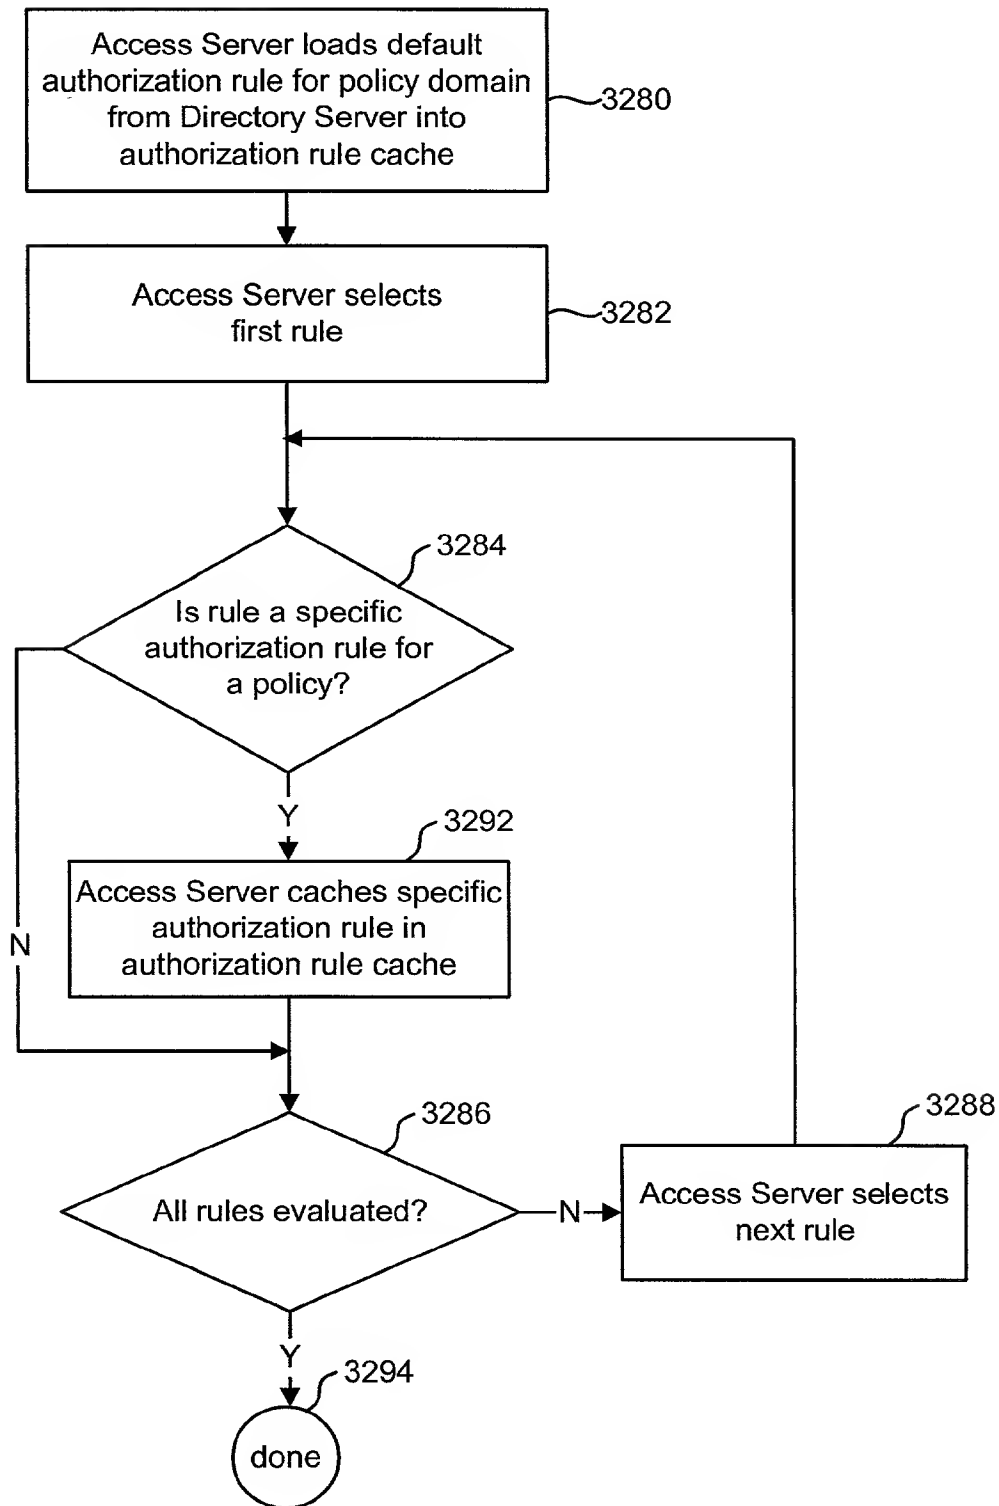 Access Server loads default
authorization rule for policy domain
from Directory Server into
authorization rule cache
3280
Access Server selects
first rule
3282
3284
Is rule a specific
authorization rule for
a policy?
Y
3292
Access Server caches specific
authorization rule in
authorization rule cache
N
3286
All rules evaluated?
N
3288
Access Server selects
next rule
Y
3294
done